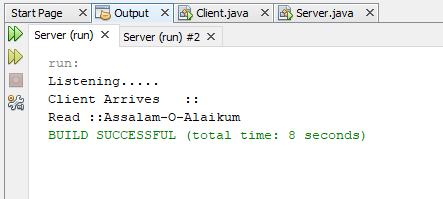 Start Page Output Client.java Server.java
Server (run) Server (run) #2
run:
Listening.....
Client Arrives   ::
Read ::Assalam-O-Alaikum
BUILD SUCCESSFUL (total time: 8 seconds)